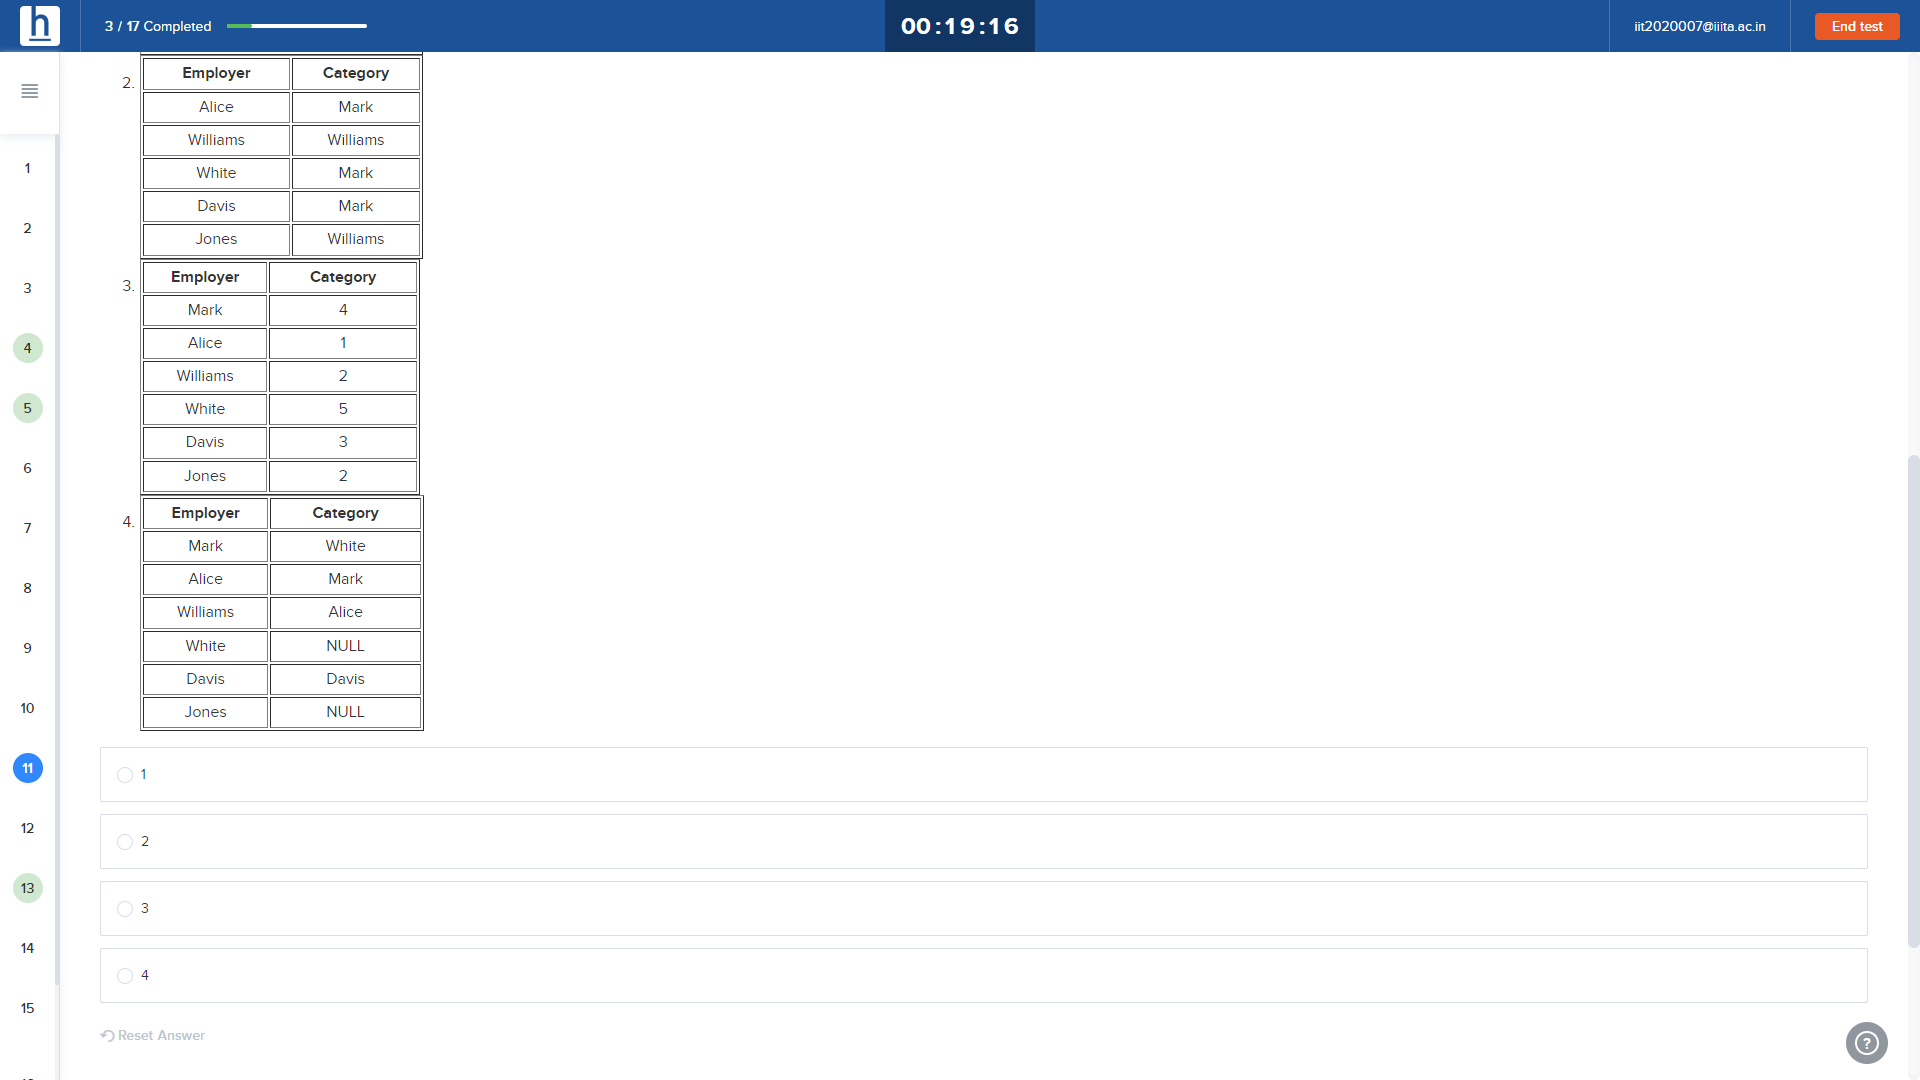 h
3 / 17 Completed
00:19:16
iit2020007@iiita.ac.in
End test
1
2
3
4
5
6
7
8
9
10
11
12
13
14
15
2.
Employer Category
Alice Mark
Williams Williams
White Mark
Davis Mark
Jones Williams
3.
Employer Category
Mark 4
Alice 1
Williams 2
White 5
Davis 3
Jones 2
4.
Employer Category
Mark White
Alice Mark
Williams Alice
White NULL
Davis Davis
Jones NULL
1
2
3
4
Reset Answer
?